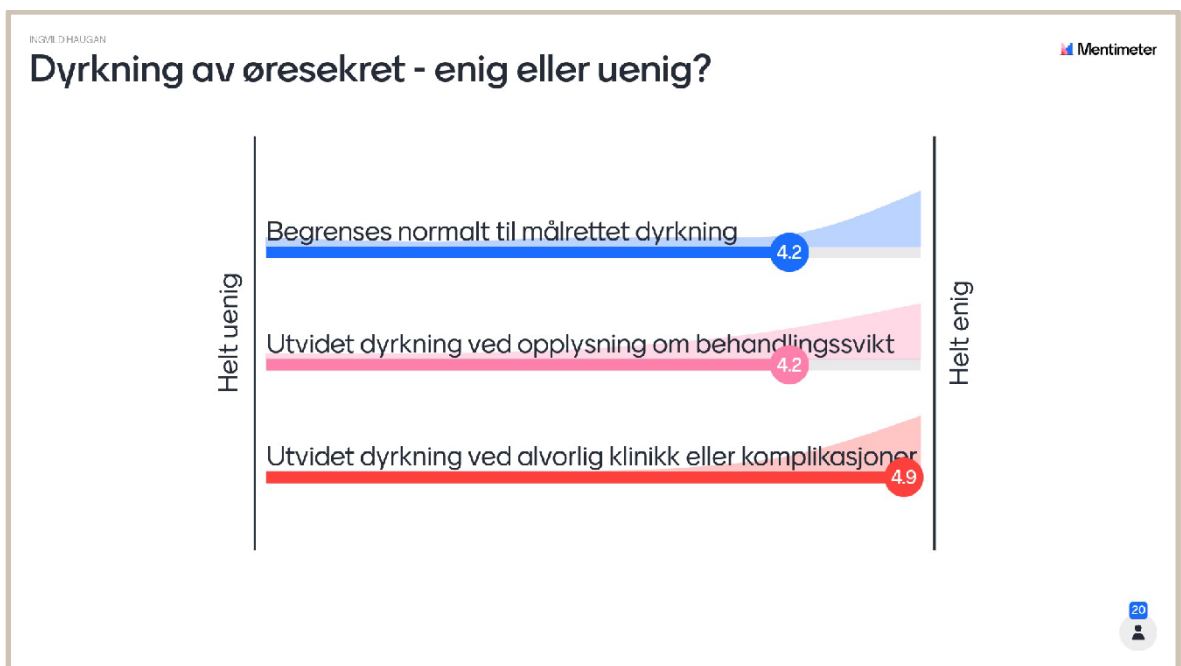 INGVILD HAUGAN
Mentimeter
Dyrkning av øresekret - enig eller uenig?
Helt uenig
Begrenses normalt til målrettet dyrkning
4.2
Utvidet dyrkning ved opplysning om behandlingssvikt
4.2
Utvidet dyrkning ved alvorlig klinikk eller komplikasjoner
4.9
Helt enig
20